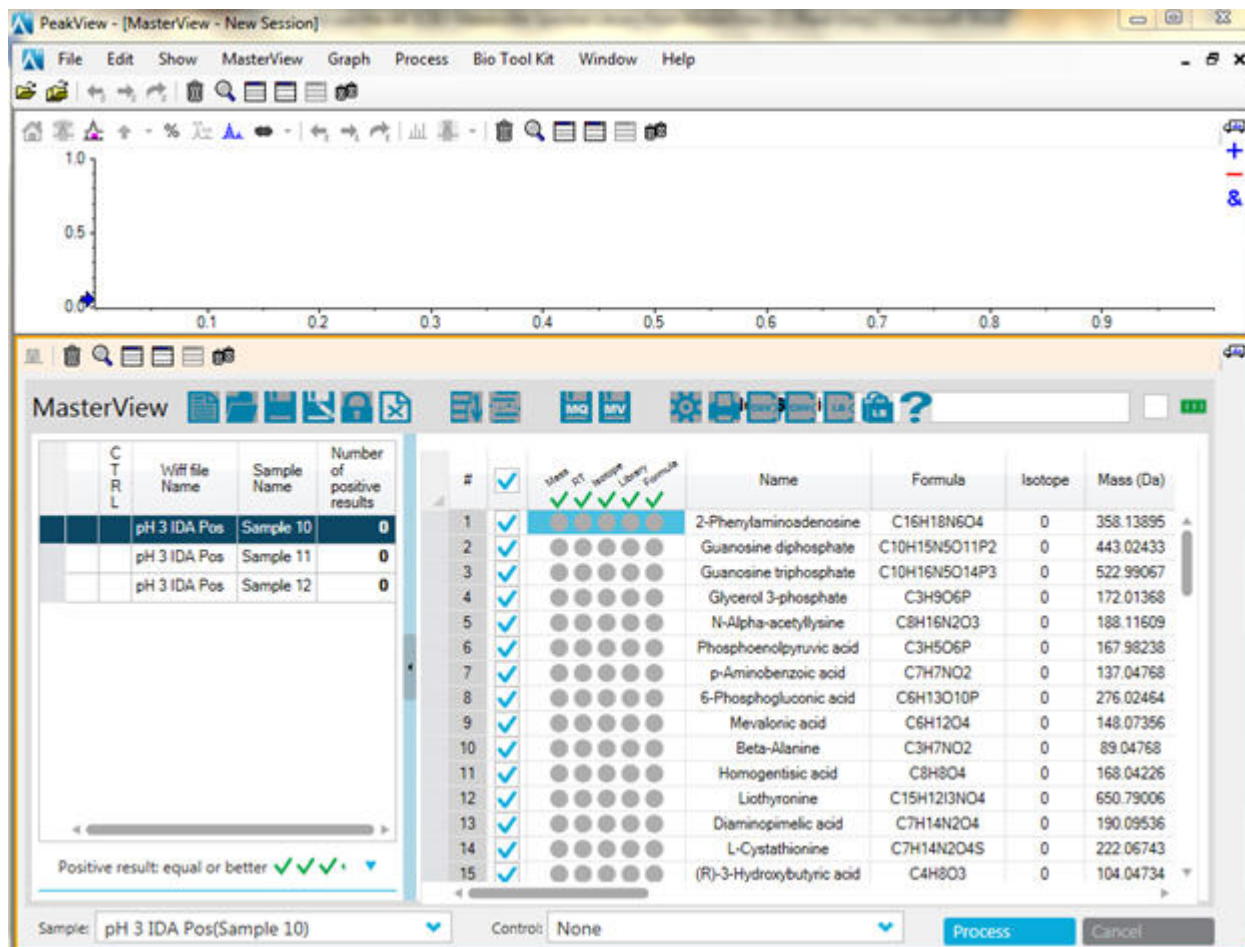 PeakView - [MasterView - New Session]
File Edit Show MasterView Graph Process Bio Tool Kit Window Help
%
1.0
0.5
0.0
0.1 0.2 0.3 0.4 0.5 0.6 0.7 0.8 0.9
+
&
MasterView MQ MV ?
CTRL Wiff file Name Sample Name Number of positive results
pH 3 IDA Pos Sample 10 0
pH 3 IDA Pos Sample 11 0
pH 3 IDA Pos Sample 12 0
Positive result: equal or better
# Mass RT Isotope Library Formula Name Formula Isotope Mass (Da)
1 2-Phenylaminoadenosine C16H18N6O4 0 358.13895
2 Guanosine diphosphate C10H15N5O11P2 0 443.02433
3 Guanosine triphosphate C10H16N5O14P3 0 522.99067
4 Glycerol 3-phosphate C3H9O6P 0 172.01368
5 N-Alpha-acetyllysine C8H16N2O3 0 188.11609
6 Phosphoenolpyruvic acid C3H5O6P 0 167.98238
7 p-Aminobenzoic acid C7H7NO2 0 137.04768
8 6-Phosphogluconic acid C6H13O10P 0 276.02464
9 Mevalonic acid C6H12O4 0 148.07356
10 Beta-Alanine C3H7NO2 0 89.04768
11 Homogentisic acid C8H8O4 0 168.04226
12 Liothyronine C15H12I3NO4 0 650.79006
13 Diaminopimelic acid C7H14N2O4 0 190.09536
14 L-Cystathionine C7H14N2O4S 0 222.06743
15 (R)-3-Hydroxybutyric acid C4H8O3 0 104.04734
Sample: pH 3 IDA Pos(Sample 10) Control: None Process Cancel